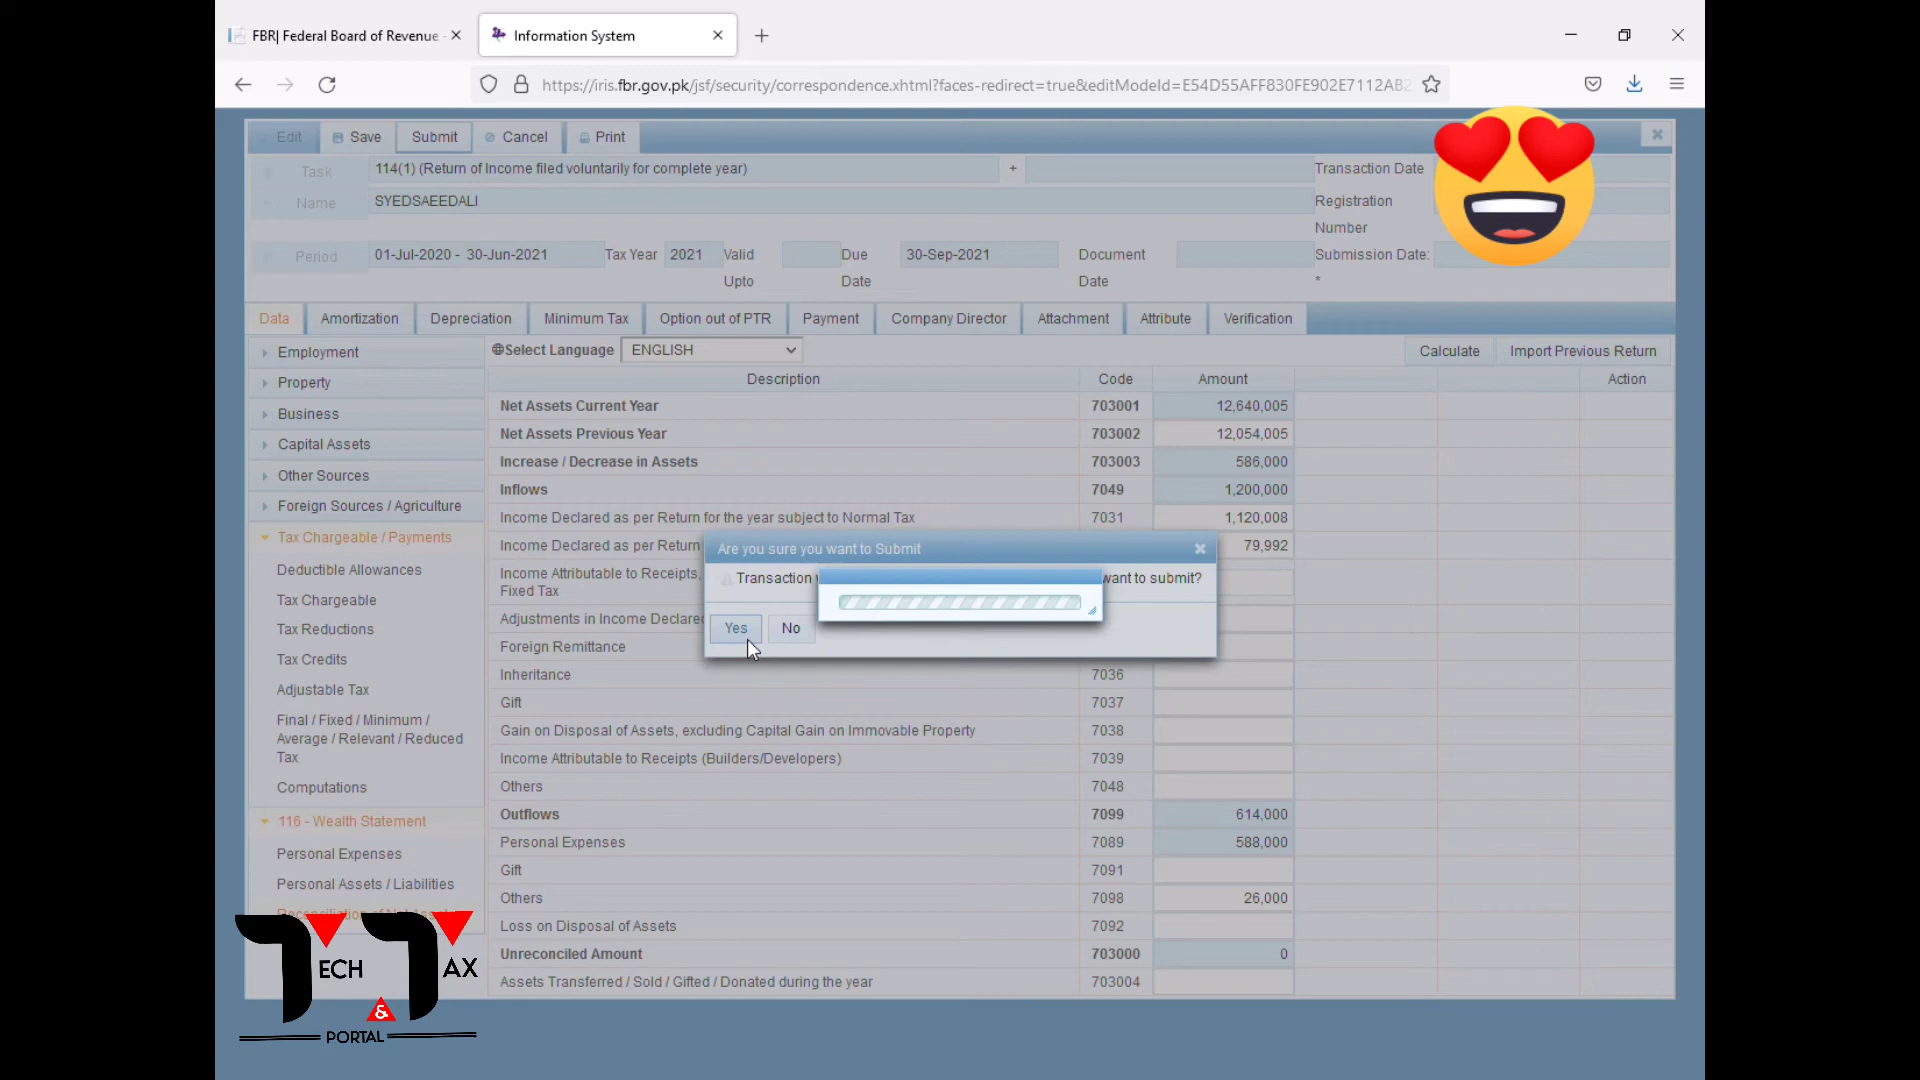 FBR| Federal Board of Revenue -
Information System
https://iris.fbr.gov.pk/jsf/security/correspondence.xhtml?faces-redirect=true&editModeId=E54D55AFF830FE902E7112AB2
Edit Save Submit Cancel Print
Task 114(1) (Return of Income filed voluntarily for complete year) + Transaction Date
Name SYEDSAEEDALI Registration Number
Period 01-Jul-2020 - 30-Jun-2021 Tax Year 2021 Valid Upto Due Date 30-Sep-2021 Document Date Submission Date: *
Data Amortization Depreciation Minimum Tax Option out of PTR Payment Company Director Attachment Attribute Verification
Employment
Property
Business
Capital Assets
Other Sources
Foreign Sources / Agriculture
Tax Chargeable / Payments
Deductible Allowances
Tax Chargeable
Tax Reductions
Tax Credits
Adjustable Tax
Final / Fixed / Minimum /
Average / Relevant / Reduced
Tax
Computations
116 - Wealth Statement
Personal Expenses
Personal Assets / Liabilities
Reconciliation of Net Assets
Select Language ENGLISH Calculate Import Previous Return
Description Code Amount Action
Net Assets Current Year 703001 12,640,005
Net Assets Previous Year 703002 12,054,005
Increase / Decrease in Assets 703003 586,000
Inflows 7049 1,200,000
Income Declared as per Return for the year subject to Normal Tax 7031 1,120,008
Income Declared as per Return 79,992
Income Attributable to Receipts,
Fixed Tax
Adjustments in Income Declared
Foreign Remittance
Inheritance 7036
Gift 7037
Gain on Disposal of Assets, excluding Capital Gain on Immovable Property 7038
Income Attributable to Receipts (Builders/Developers) 7039
Others 7048
Outflows 7099 614,000
Personal Expenses 7089 588,000
Gift 7091
Others 7098 26,000
Loss on Disposal of Assets 7092
Unreconciled Amount 703000 0
Assets Transferred / Sold / Gifted / Donated during the year 703004
Are you sure you want to Submit
Transaction want to submit?
Yes No
TECH
& TAX
PORTAL